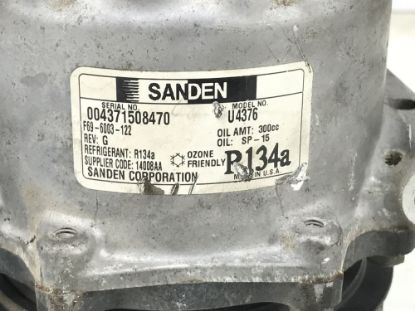 SANDEN
SERIAL NO. MODEL NO.
004371508470 U4376
F69-6003-122 OIL AMT: 300cc
REV: G OIL: SP-15
REFRIGERANT: R134a OZONE
SUPPLIER CODE: 14008AA FRIENDLY R134a
SANDEN CORPORATION MADE IN U.S.A